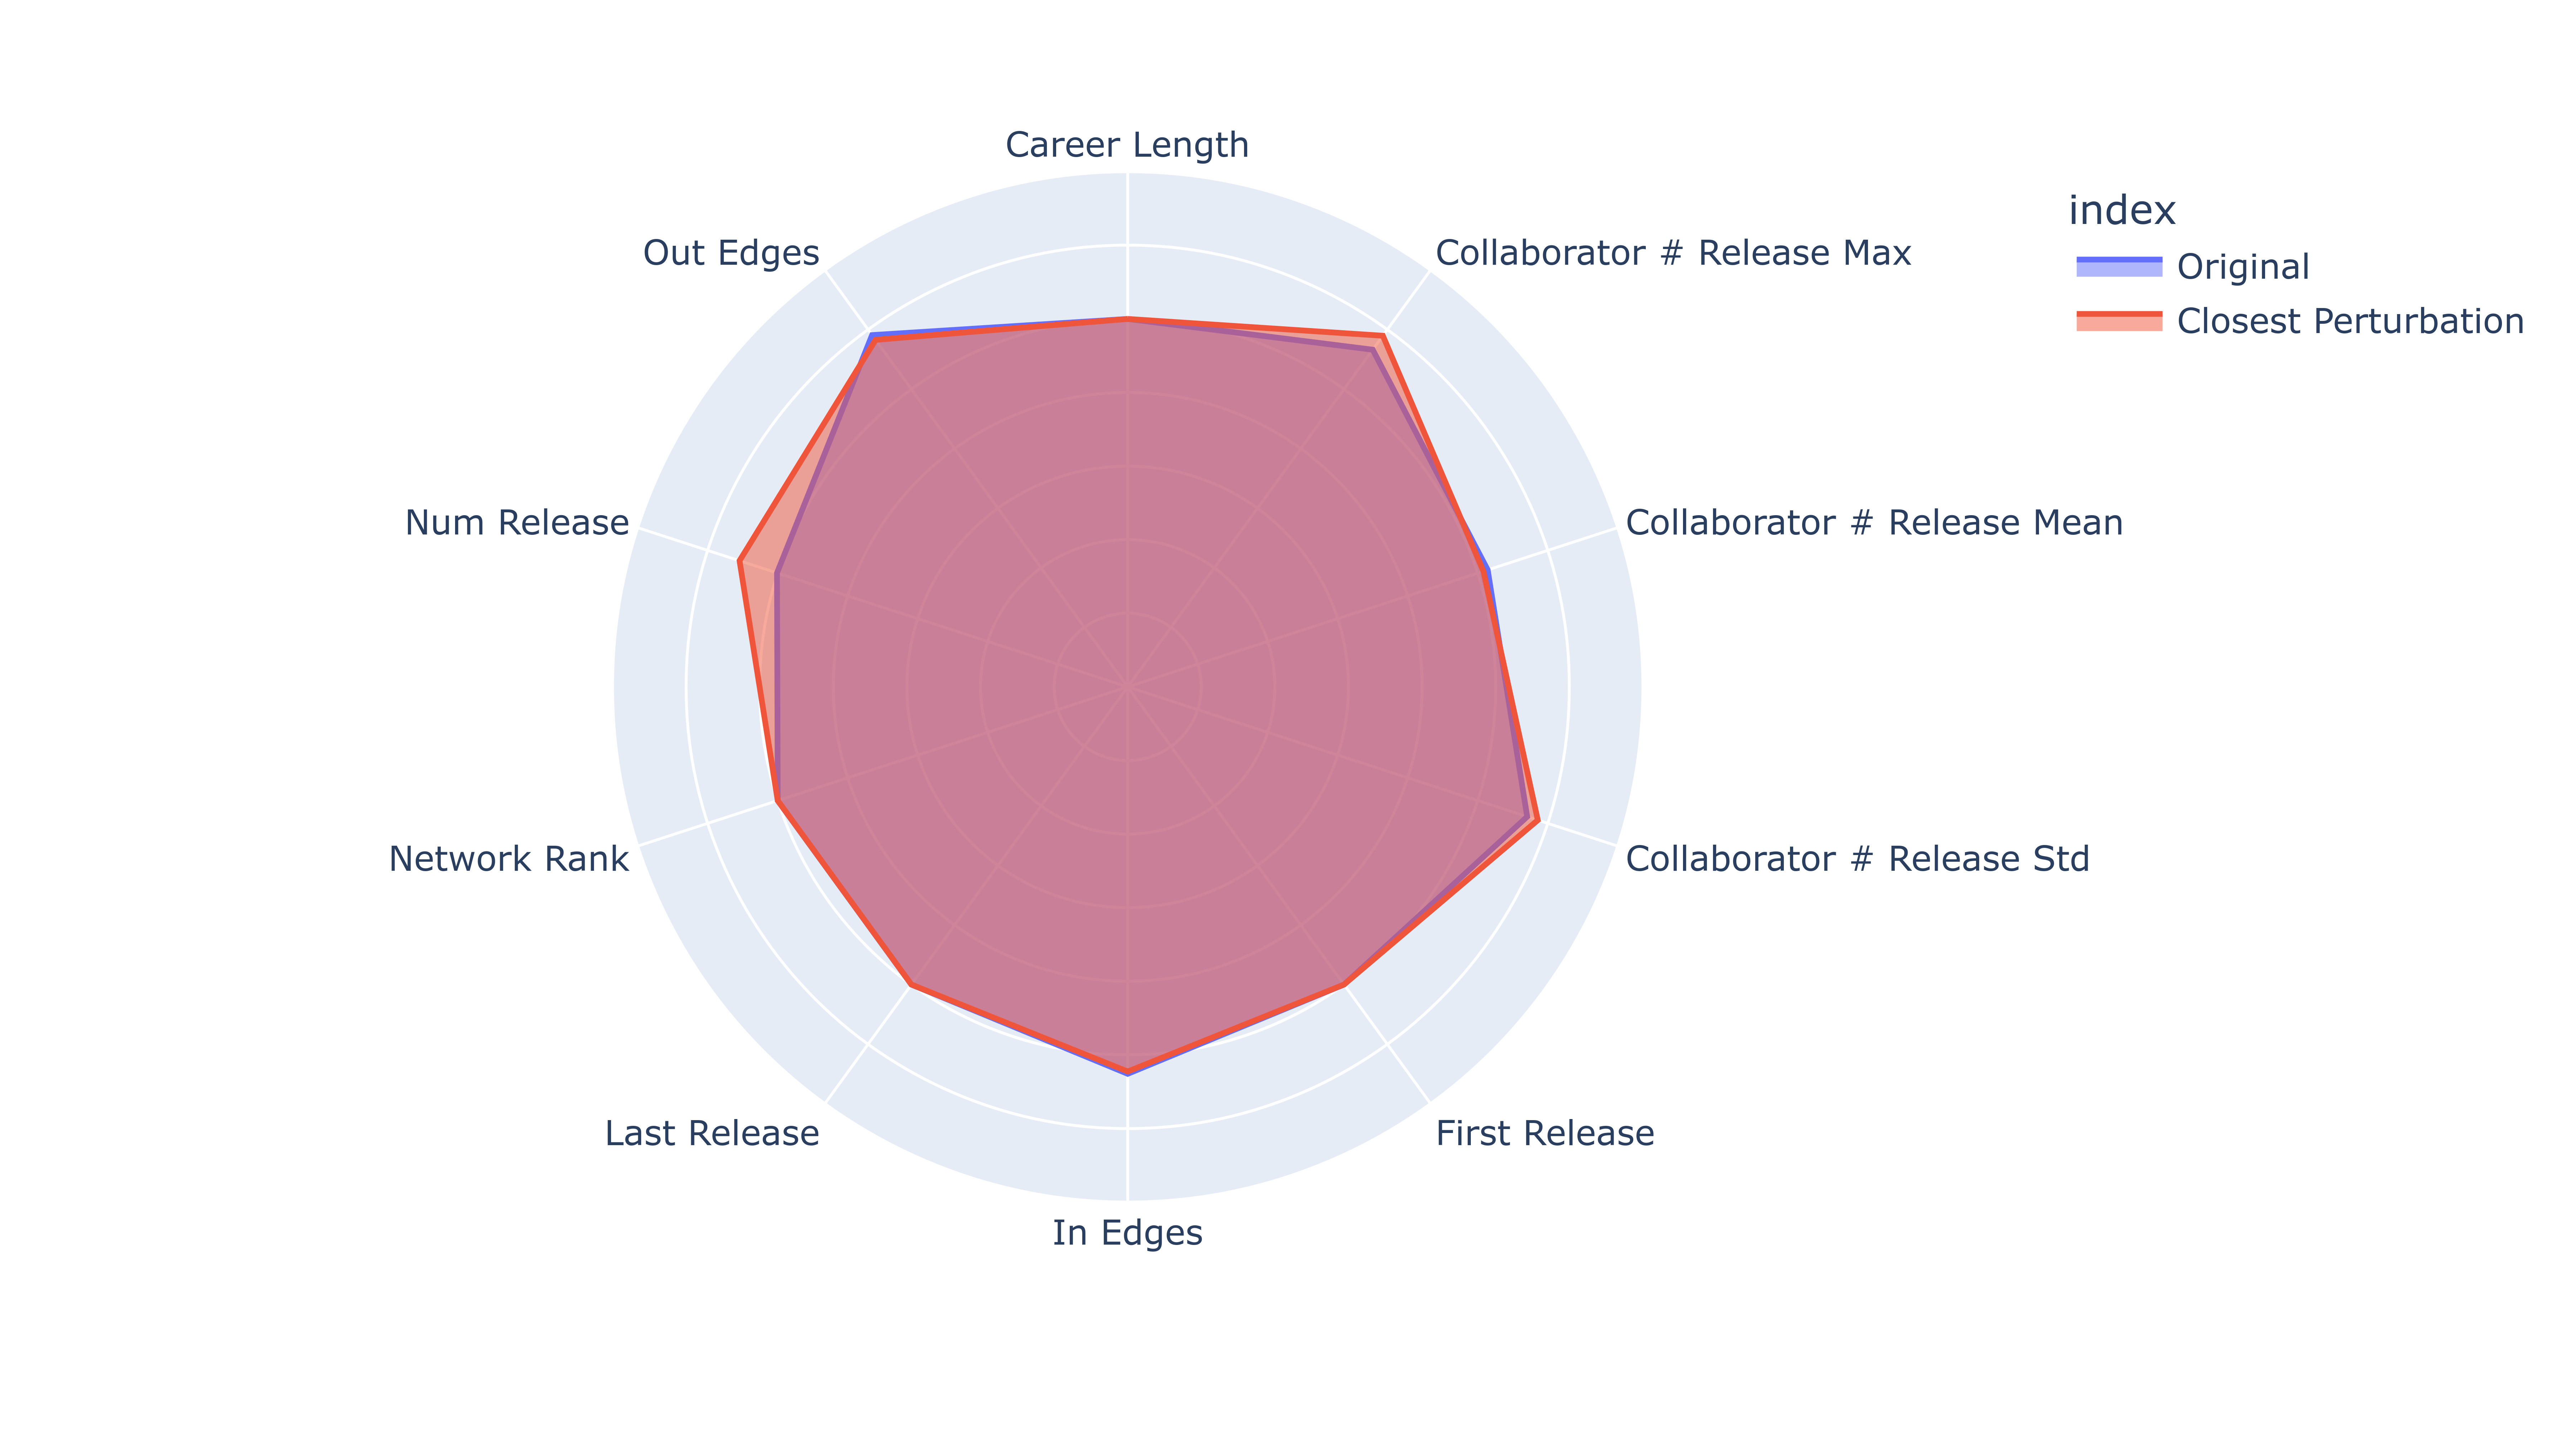 Career Length
Out Edges
Collaborator # Release Max
Num Release
Collaborator # Release Mean
Network Rank
Collaborator # Release Std
Last Release
First Release
In Edges
index
Original
Closest Perturbation